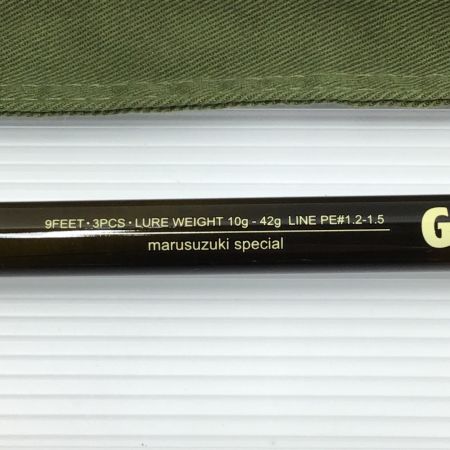 9FEET・3PCS・LURE WEIGHT 10g - 42g LINE PE#1.2-1.5
marusuzuki special
G